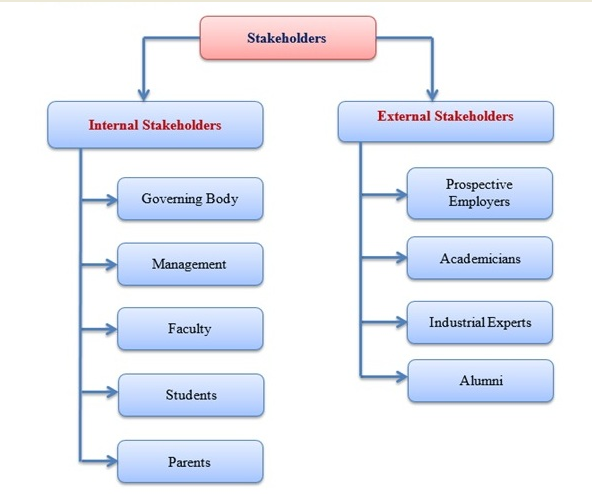 Stakeholders
Internal Stakeholders
Governing Body
Management
Faculty
Students
Parents
External Stakeholders
Prospective
Employers
Academicians
Industrial Experts
Alumni